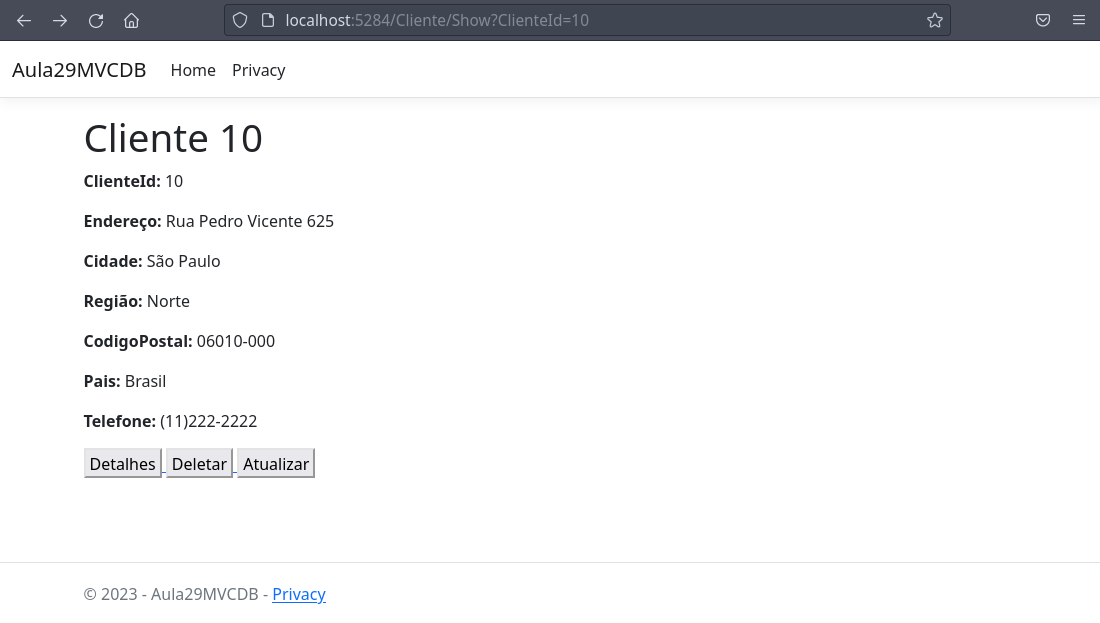 localhost:5284/Cliente/Show?ClienteId=10
Aula29MVCDB Home Privacy
Cliente 10
ClienteId: 10
Endereço: Rua Pedro Vicente 625
Cidade: São Paulo
Região: Norte
CodigoPostal: 06010-000
Pais: Brasil
Telefone: (11)222-2222
Detalhes Deletar Atualizar
© 2023 - Aula29MVCDB - Privacy